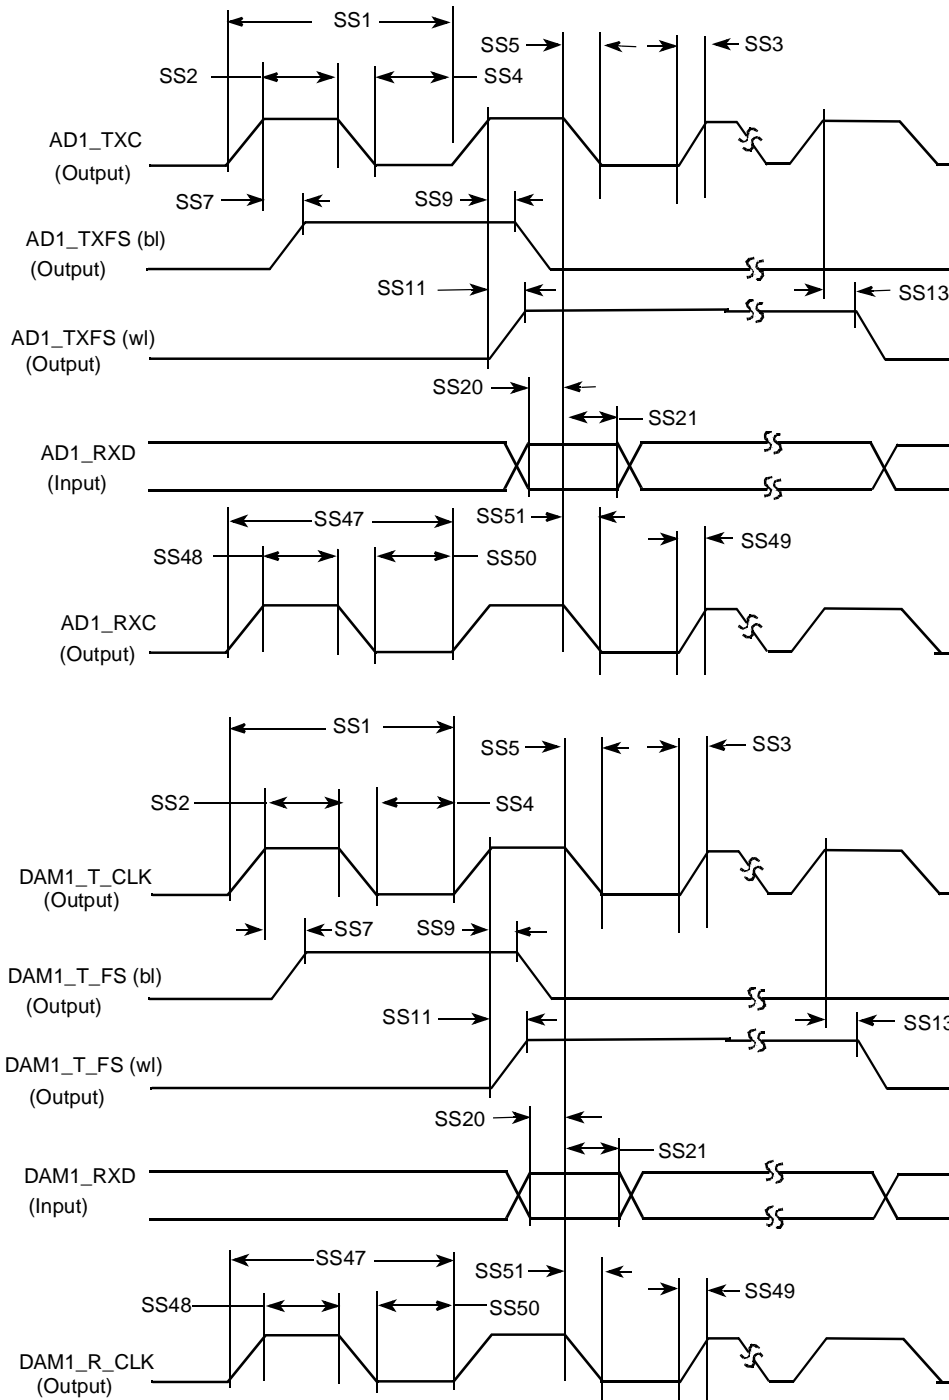 SS1
SS5
SS3
SS2
SS4
AD1_TXC
(Output)
SS7
SS9
AD1_TXFS (bl)
(Output)
SS11
SS13
AD1_TXFS (wl)
(Output)
SS20
SS21
AD1_RXD
(Input)
SS47
SS51
SS49
SS48
SS50
AD1_RXC
(Output)
SS1
SS5
SS3
SS2
SS4
DAM1_T_CLK
(Output)
SS7
SS9
DAM1_T_FS (bl)
(Output)
SS11
SS13
DAM1_T_FS (wl)
(Output)
SS20
SS21
DAM1_RXD
(Input)
SS47
SS51
SS49
SS48
SS50
DAM1_R_CLK
(Output)